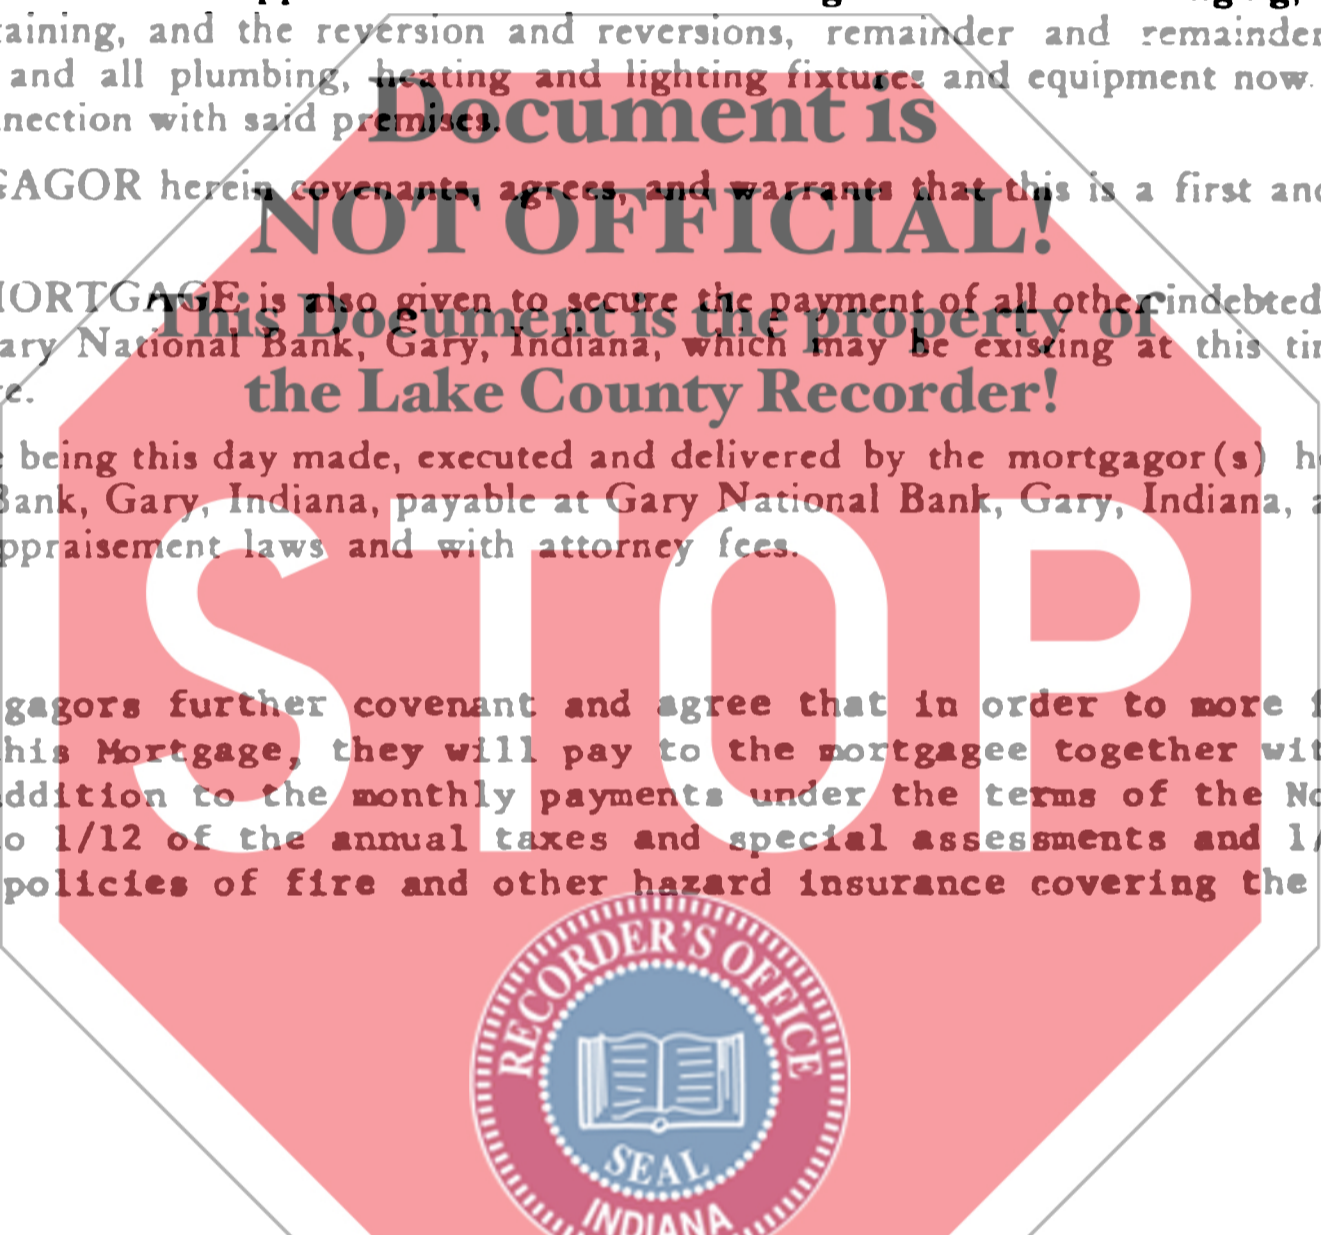 taining, and the reversion and reversions, remainder and remainder
and all plumbing, heating and lighting fixtures and equipment now
nection with said premises.
Document is
GAGOR herein covenants, agrees, and warrants that this is a first and
NOT OFFICIAL!
MORTGAGE is also given to secure the payment of all other indebted
This Document is the property of
ary National Bank, Gary, Indiana, which may be existing at this tim
e.
the Lake County Recorder!
being this day made, executed and delivered by the mortgagor(s) h
Bank, Gary, Indiana, payable at Gary National Bank, Gary, Indiana, a
ppraisement laws and with attorney fees.
STOP
gagors further covenant and agree that in order to more f
his Mortgage, they will pay to the mortgagee together wit
ddition to the monthly payments under the terms of the No
o 1/12 of the annual taxes and special assessments and 1/
policies of fire and other hazard insurance covering the
RECORDER'S OFFICE
SEAL
INDIANA